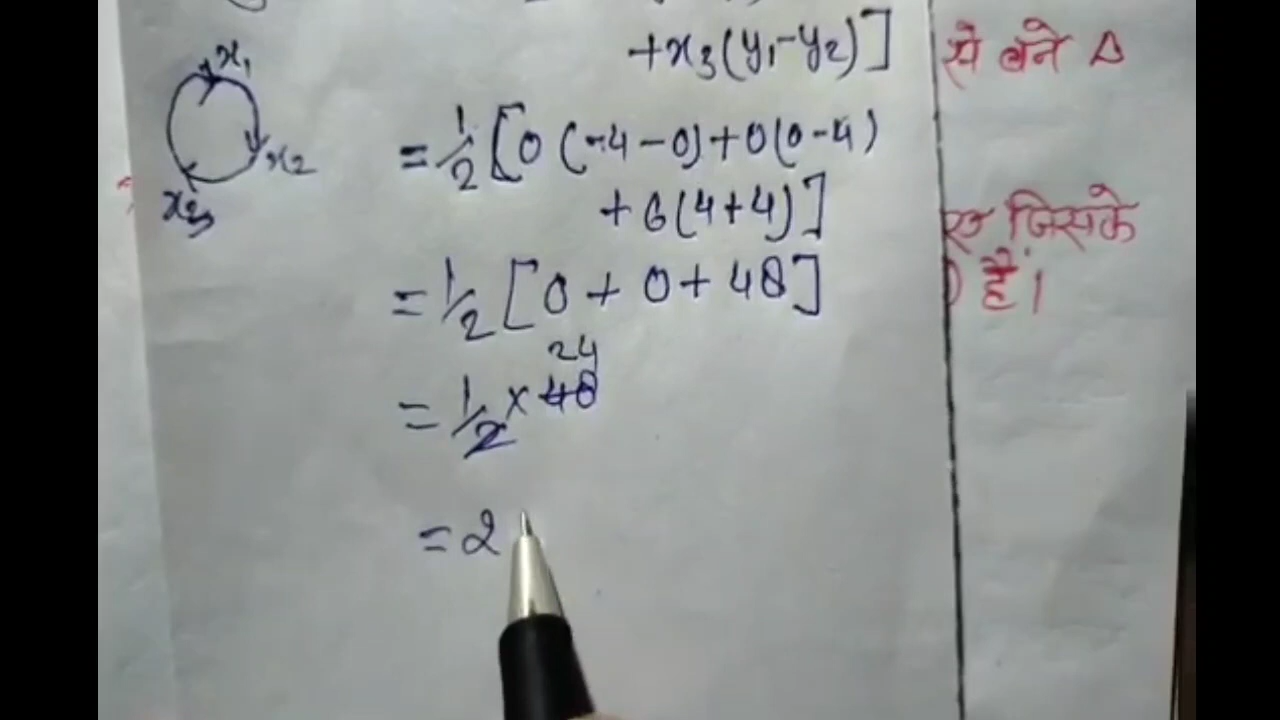 +x₃(y₁-y₂)]
x₁
x₂
x₃
= 1/2 [0 (-4-0)+0(0-4)
+ 6(4+4)]
= 1/2 [0 + 0 + 48]
24
= 1/2 × 48
= 2
से बने Δ
जिसके
) हैं।